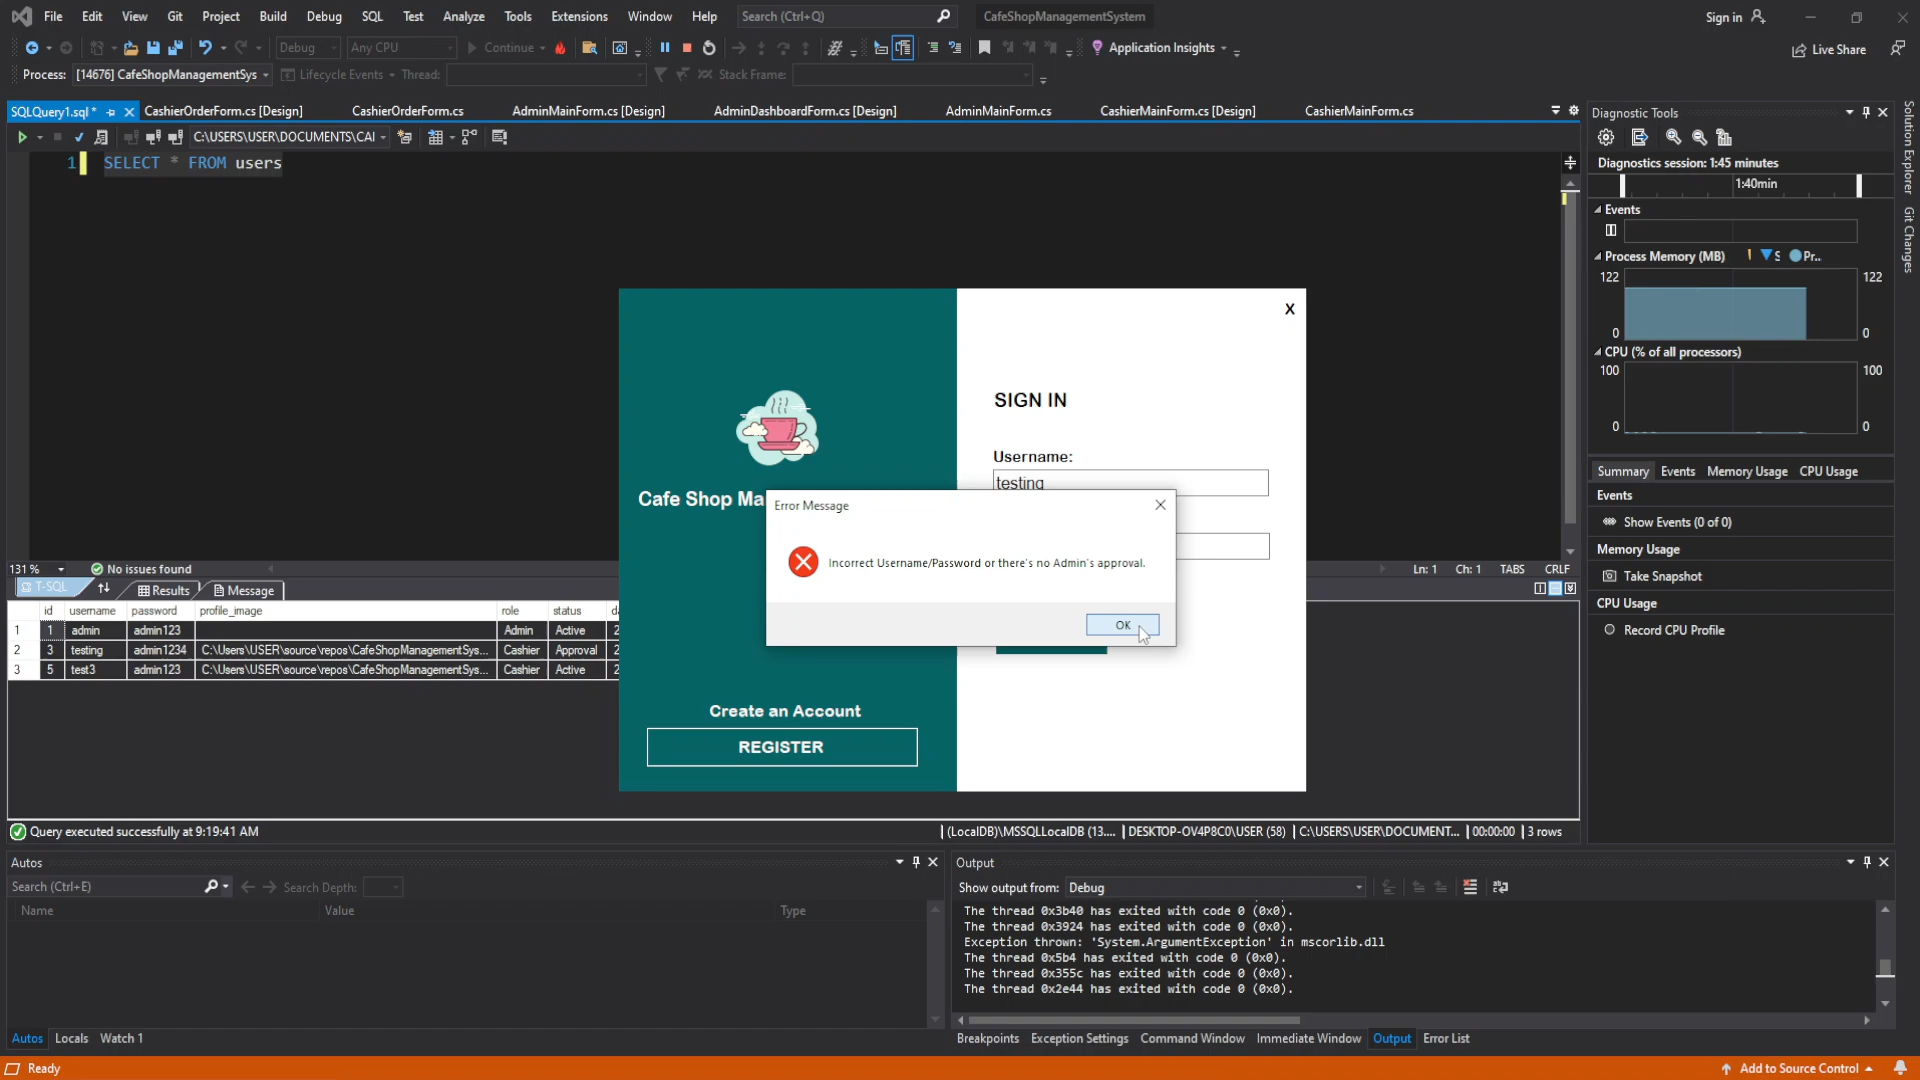 File Edit View Git Project Build Debug SQL Test Analyze Tools Extensions Window Help Search (Ctrl+Q) CafeShopManagementSystem Sign in
Debug Any CPU Continue Application Insights Live Share
Process: [14676] CafeShopManagementSys Lifecycle Events Thread: Stack Frame:
SQLQuery1.sql * CashierOrderForm.cs [Design] CashierOrderForm.cs AdminMainForm.cs [Design] AdminDashboardForm.cs [Design] AdminMainForm.cs CashierMainForm.cs [Design] CashierMainForm.cs
C:\USERS\USER\DOCUMENTS\CAI
1 SELECT * FROM users
Diagnostic Tools
Diagnostics session: 1:45 minutes
1:40min
Events
Process Memory (MB) S Pr...
122 122
0 0
CPU (% of all processors)
100 100
0 0
Summary Events Memory Usage CPU Usage
Events
Show Events (0 of 0)
Memory Usage
Take Snapshot
CPU Usage
Record CPU Profile
Solution Explorer
Git Changes
X
SIGN IN
Username:
testing
Cafe Shop Ma
Error Message
Incorrect Username/Password or there's no Admin's approval.
OK
Create an Account
REGISTER
131 % No issues found Ln: 1 Ch: 1 TABS CRLF
T-SQL Results Message
id username password profile_image role status
1 1 admin admin123 Admin Active 2
2 3 testing admin1234 C:\Users\USER\source\repos\CafeShopManagementSys... Cashier Approval 2
3 5 test3 admin123 C:\Users\USER\source\repos\CafeShopManagementSys... Cashier Active 2
Query executed successfully at 9:19:41 AM (LocalDB)\MSSQLLocalDB (13.... DESKTOP-OV4P8C0\USER (58) C:\USERS\USER\DOCUMENT... 00:00:00 3 rows
Autos
Search (Ctrl+E) Search Depth:
Name Value Type
Autos Locals Watch 1
Output
Show output from: Debug
The thread 0x3b40 has exited with code 0 (0x0).
The thread 0x3924 has exited with code 0 (0x0).
Exception thrown: 'System.ArgumentException' in mscorlib.dll
The thread 0x5b4 has exited with code 0 (0x0).
The thread 0x355c has exited with code 0 (0x0).
The thread 0x2e44 has exited with code 0 (0x0).
Breakpoints Exception Settings Command Window Immediate Window Output Error List
Ready Add to Source Control